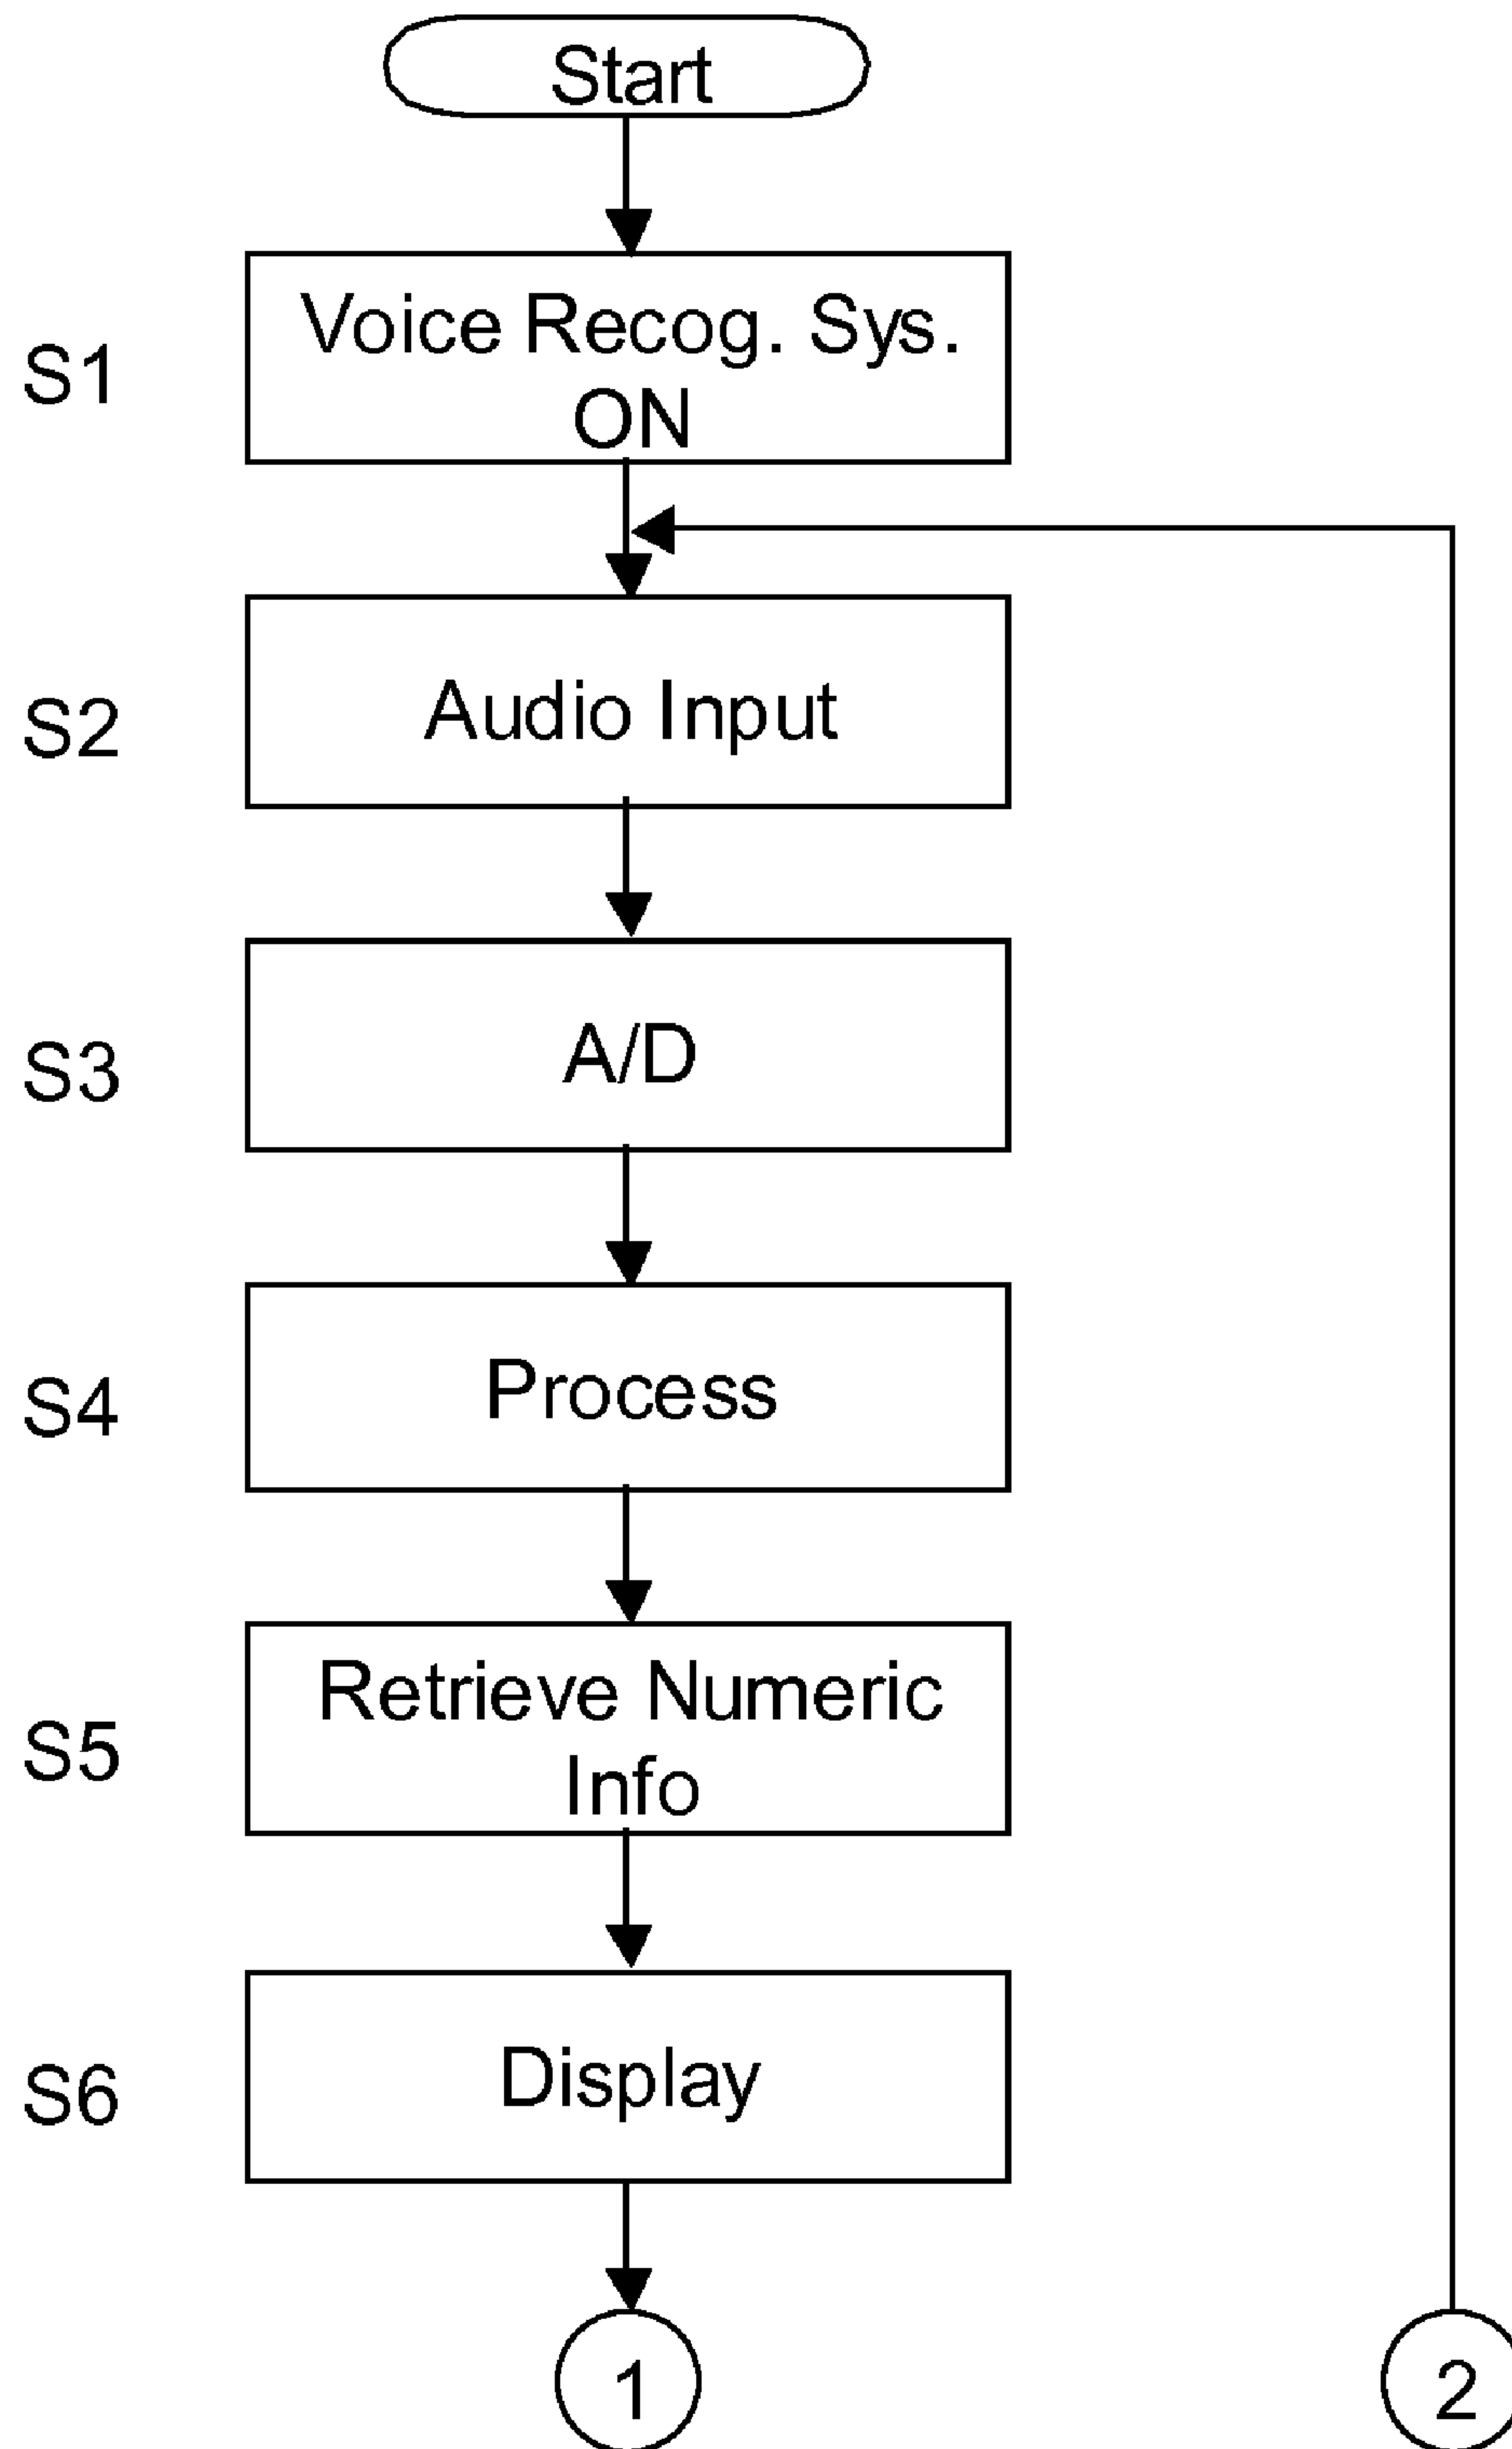 Start
S1
Voice Recog. Sys.
ON
S2
Audio Input
S3
A/D
S4
Process
S5
Retrieve Numeric
Info
S6
Display
1
2